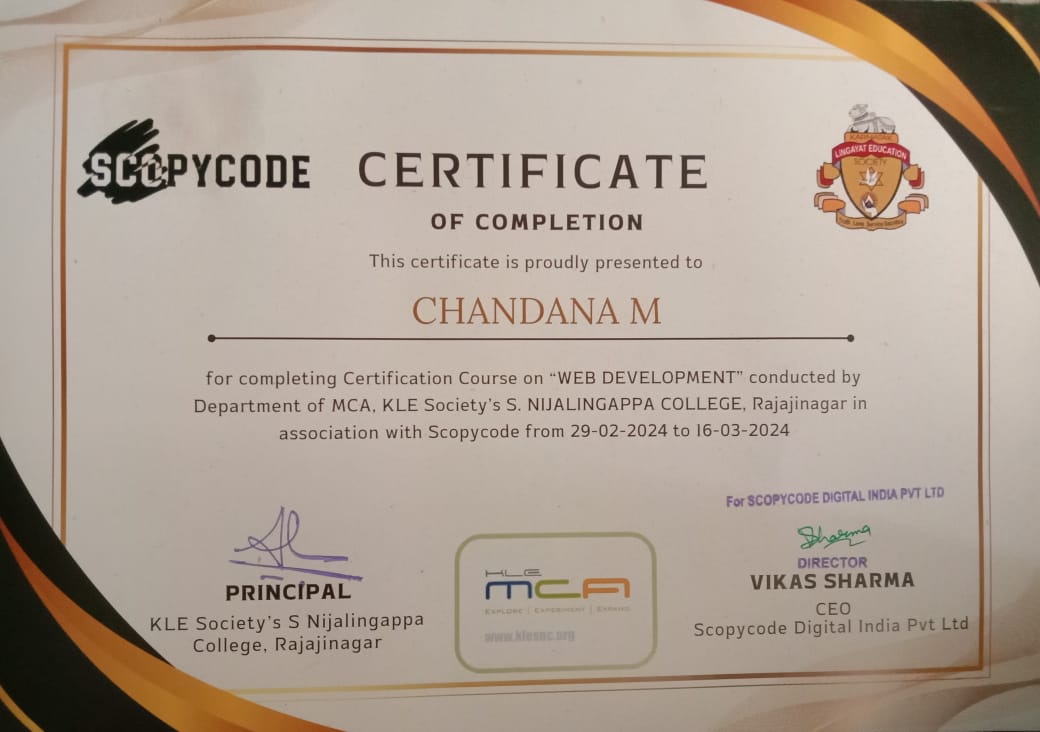 SCOPYCODE
CERTIFICATE
OF COMPLETION
KARNATAK
LINGAYAT EDUCATION
SOCIETY
This certificate is proudly presented to
CHANDANA M
for completing Certification Course on “WEB DEVELOPMENT” conducted by
Department of MCA, KLE Society’s S. NIJALINGAPPA COLLEGE, Rajajinagar in
association with Scopycode from 29-02-2024 to 16-03-2024
PRINCIPAL
KLE Society’s S Nijalingappa
College, Rajajinagar
KLE
MCA
EXPLORE | EXPERIMENT | EXPAND
www.klesnc.org
For SCOPYCODE DIGITAL INDIA PVT LTD
Sharma
DIRECTOR
VIKAS SHARMA
CEO
Scopycode Digital India Pvt Ltd